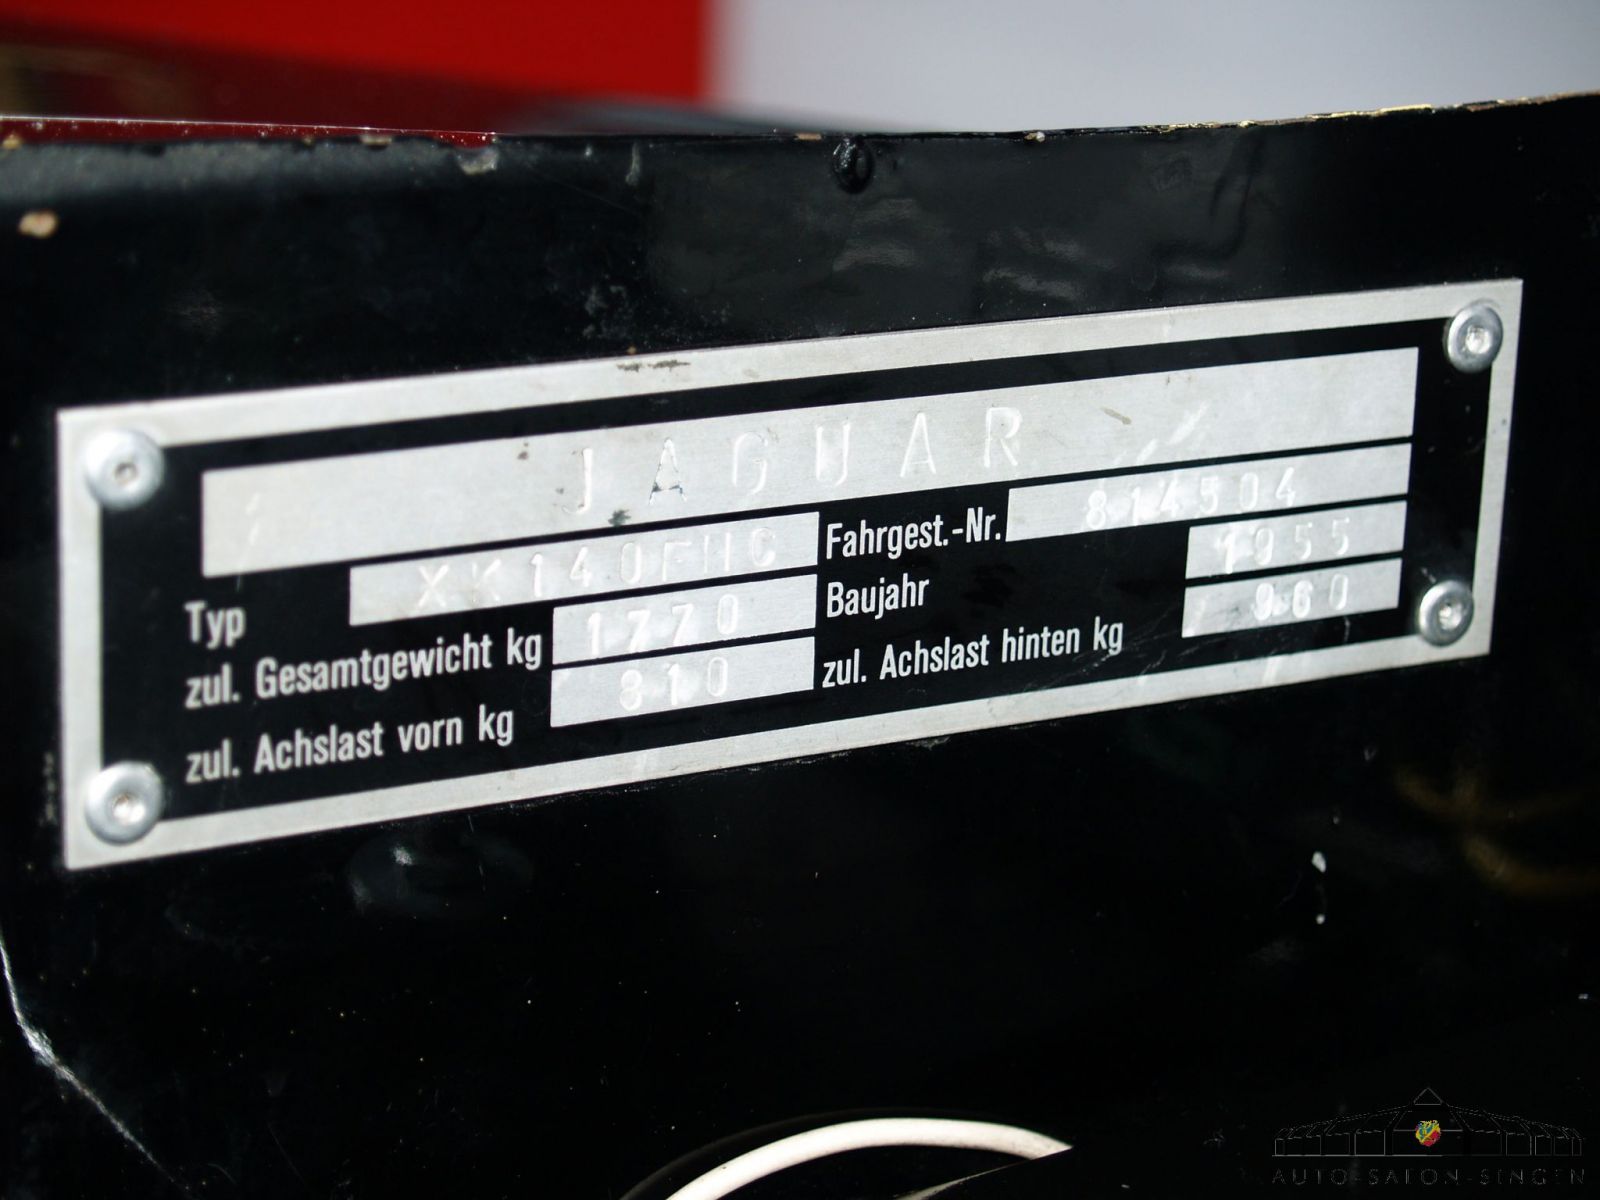 JAGUAR
Typ XK140FHC Fahrgest.-Nr. 814504
zul. Gesamtgewicht kg 1770 Baujahr 1955
zul. Achslast vorn kg 810 zul. Achslast hinten kg 960
AUTO-SALON-SINGEN